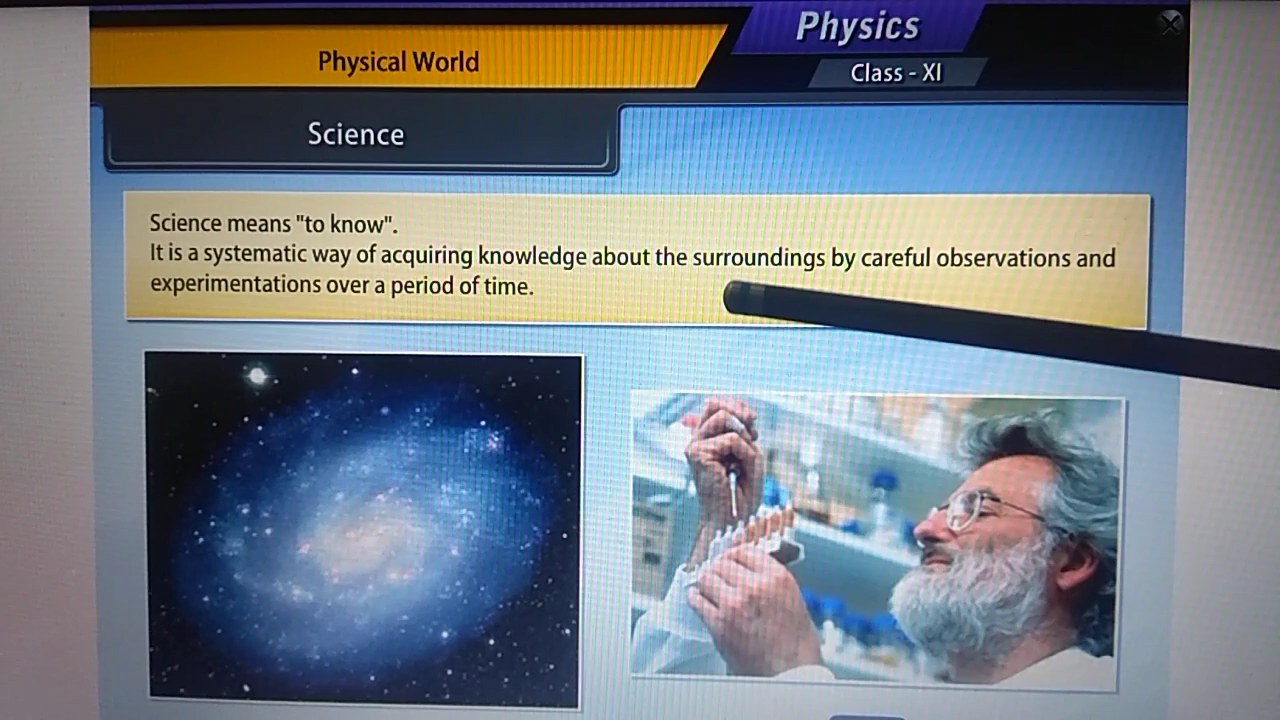 Physics
Physical World
Class - XI
Science
Science means "to know".
It is a systematic way of acquiring knowledge about the surroundings by careful observations and
experimentations over a period of time.